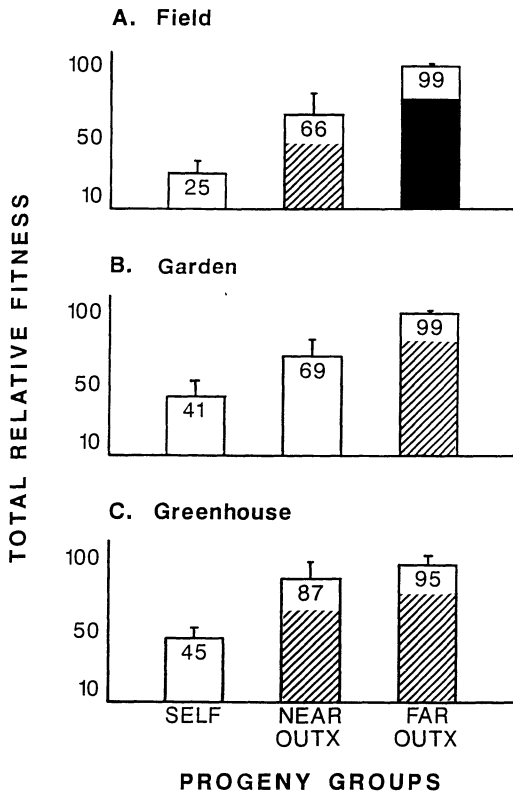 A. Field
100
50
10
25
66
99
B. Garden
100
50
10
41
69
99
C. Greenhouse
100
50
10
45
87
95
SELF
NEAR OUTX
FAR OUTX
PROGENY GROUPS
TOTAL RELATIVE FITNESS